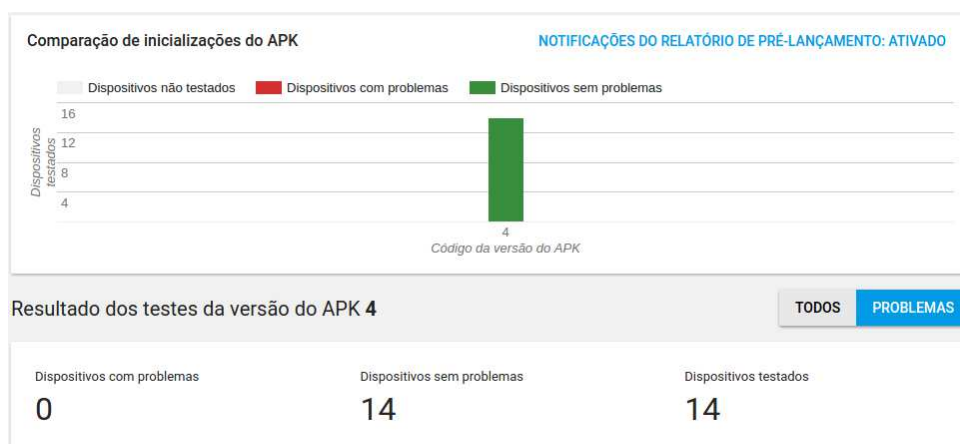 Comparação de inicializações do APK
NOTIFICAÇÕES DO RELATÓRIO DE PRÉ-LANÇAMENTO: ATIVADO
Dispositivos não testados
Dispositivos com problemas
Dispositivos sem problemas
Dispositivos
testados
16
12
8
4
4
Código da versão do APK
Resultado dos testes da versão do APK 4
TODOS
PROBLEMAS
Dispositivos com problemas
Dispositivos sem problemas
Dispositivos testados
0
14
14